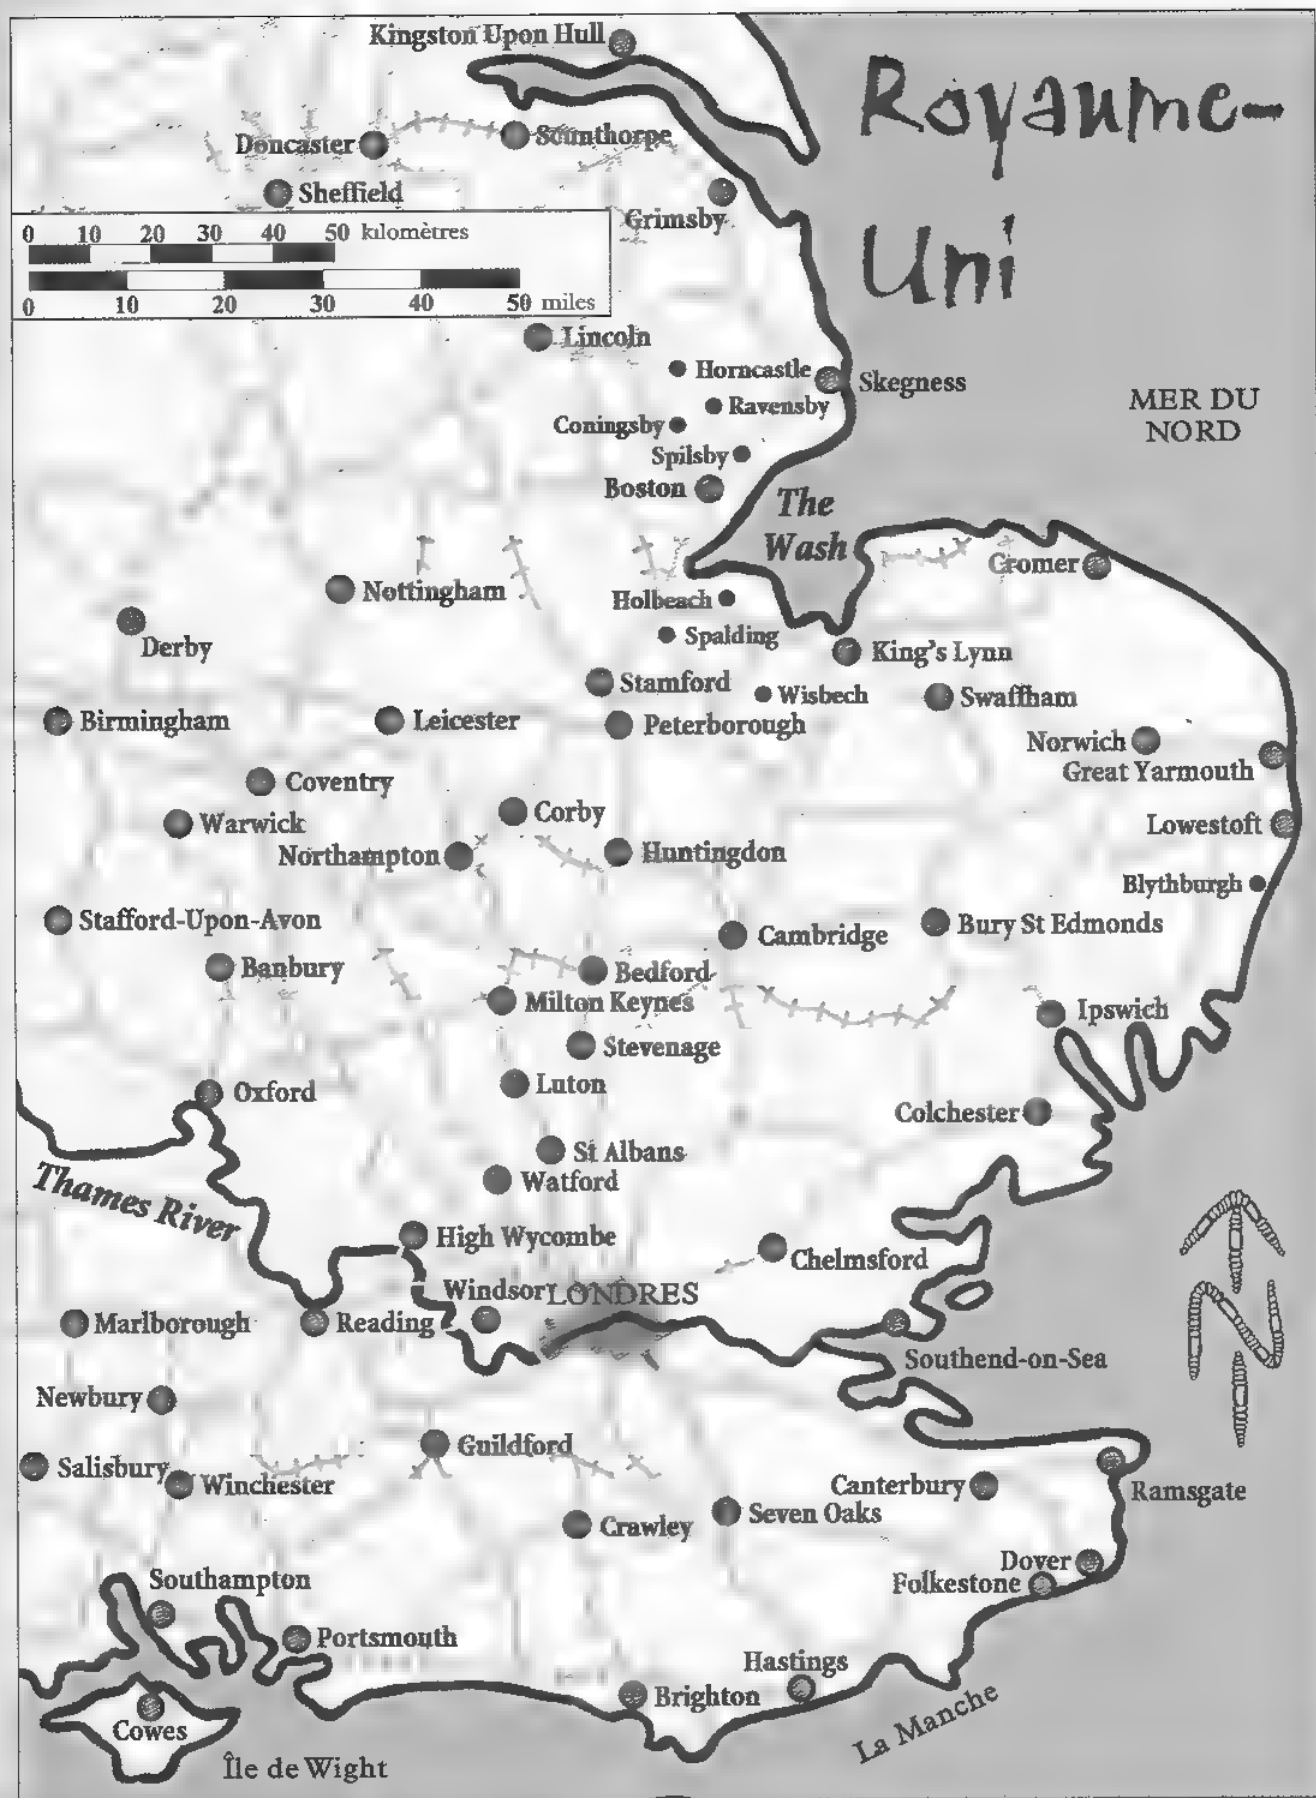 Kingston Upon Hull
Royaume-
Uni
Doncaster
Scunthorpe
Sheffield
Grimsby
0 10 20 30 40 50 kilomètres
0 10 20 30 40 50 miles
Lincoln
Horncastle
Skegness
MER DU
NORD
Ravensby
Coningsby
Spilsby
Boston
The
Wash
Cromer
Nottingham
Holbeach
Derby
Spalding
King's Lynn
Stamford
Wisbech
Swaffham
Birmingham
Leicester
Peterborough
Norwich
Great Yarmouth
Coventry
Corby
Warwick
Lowestoft
Northampton
Huntingdon
Blythburgh
Stafford-Upon-Avon
Cambridge
Bury St Edmonds
Banbury
Bedford
Milton Keynes
Ipswich
Stevenage
Oxford
Luton
Colchester
St Albans
Thames River
Watford
High Wycombe
Chelmsford
Windsor
LONDRES
Marlborough
Reading
Southend-on-Sea
N
Newbury
Guildford
Salisbury
Winchester
Canterbury
Ramsgate
Seven Oaks
Crawley
Dover
Southampton
Folkestone
Portsmouth
Hastings
Brighton
Cowes
La Manche
Île de Wight